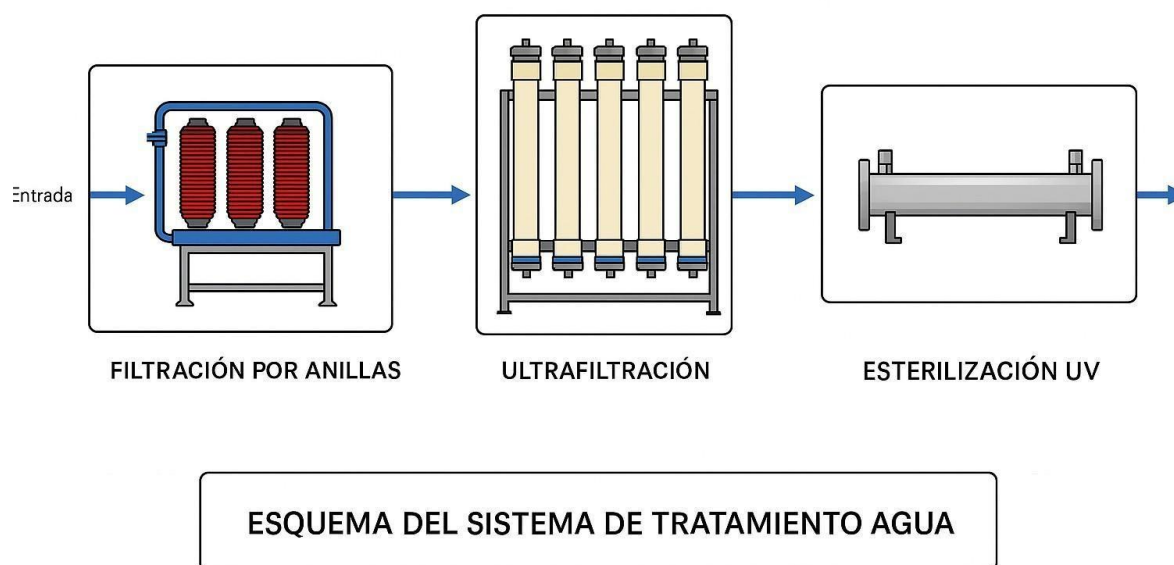 Entrada
FILTRACIÓN POR ANILLAS
ULTRAFILTRACIÓN
ESTERILIZACIÓN UV
ESQUEMA DEL SISTEMA DE TRATAMIENTO AGUA